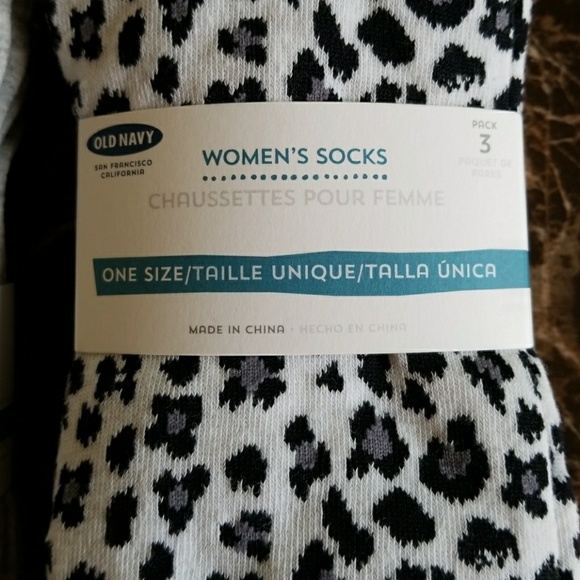 OLD NAVY
SAN FRANCISCO
CALIFORNIA
WOMEN'S SOCKS
CHAUSSETTES POUR FEMME
PACK
3
PAQUET DE
ONE SIZE/TAILLE UNIQUE/TALLA ÚNICA
MADE IN CHINA • HECHO EN CHINA